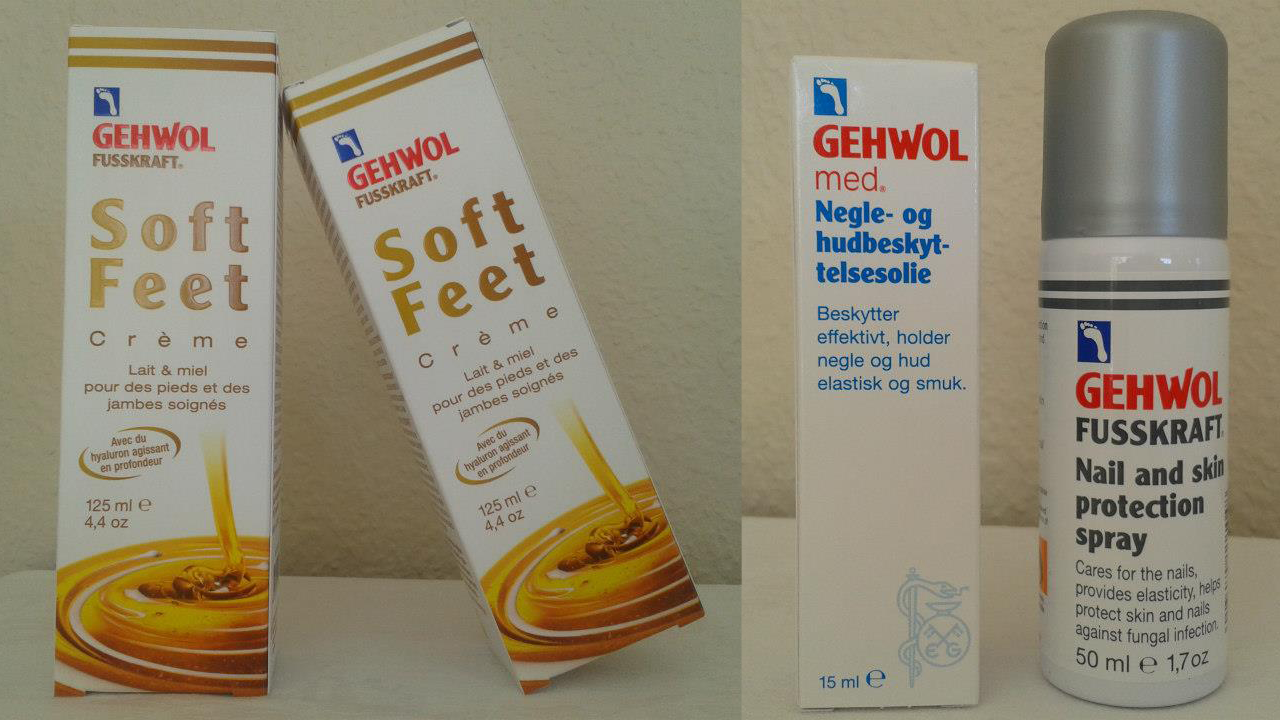 GEHWOL
FUSSKRAFT®
Soft
Feet
Crème
Lait & miel
pour des pieds et des
jambes soignés
Avec du
hyaluron agissant
en profondeur
125 ml ℮
4,4 oz
GEHWOL
FUSSKRAFT®
Soft
Feet
Crème
Lait & miel
pour des pieds et des
jambes soignés
Avec du
hyaluron agissant
en profondeur
125 ml ℮
4,4 oz
GEHWOL
med®
Negle- og
hudbeskyt-
telsesolie
Beskytter
effektivt, holder
negle og hud
elastisk og smuk.
15 ml ℮
GEHWOL
FUSSKRAFT®
Nail and skin
protection
spray
Cares for the nails,
provides elasticity, helps
protect skin and nails
against fungal infection.
50 ml ℮ 1,7 oz